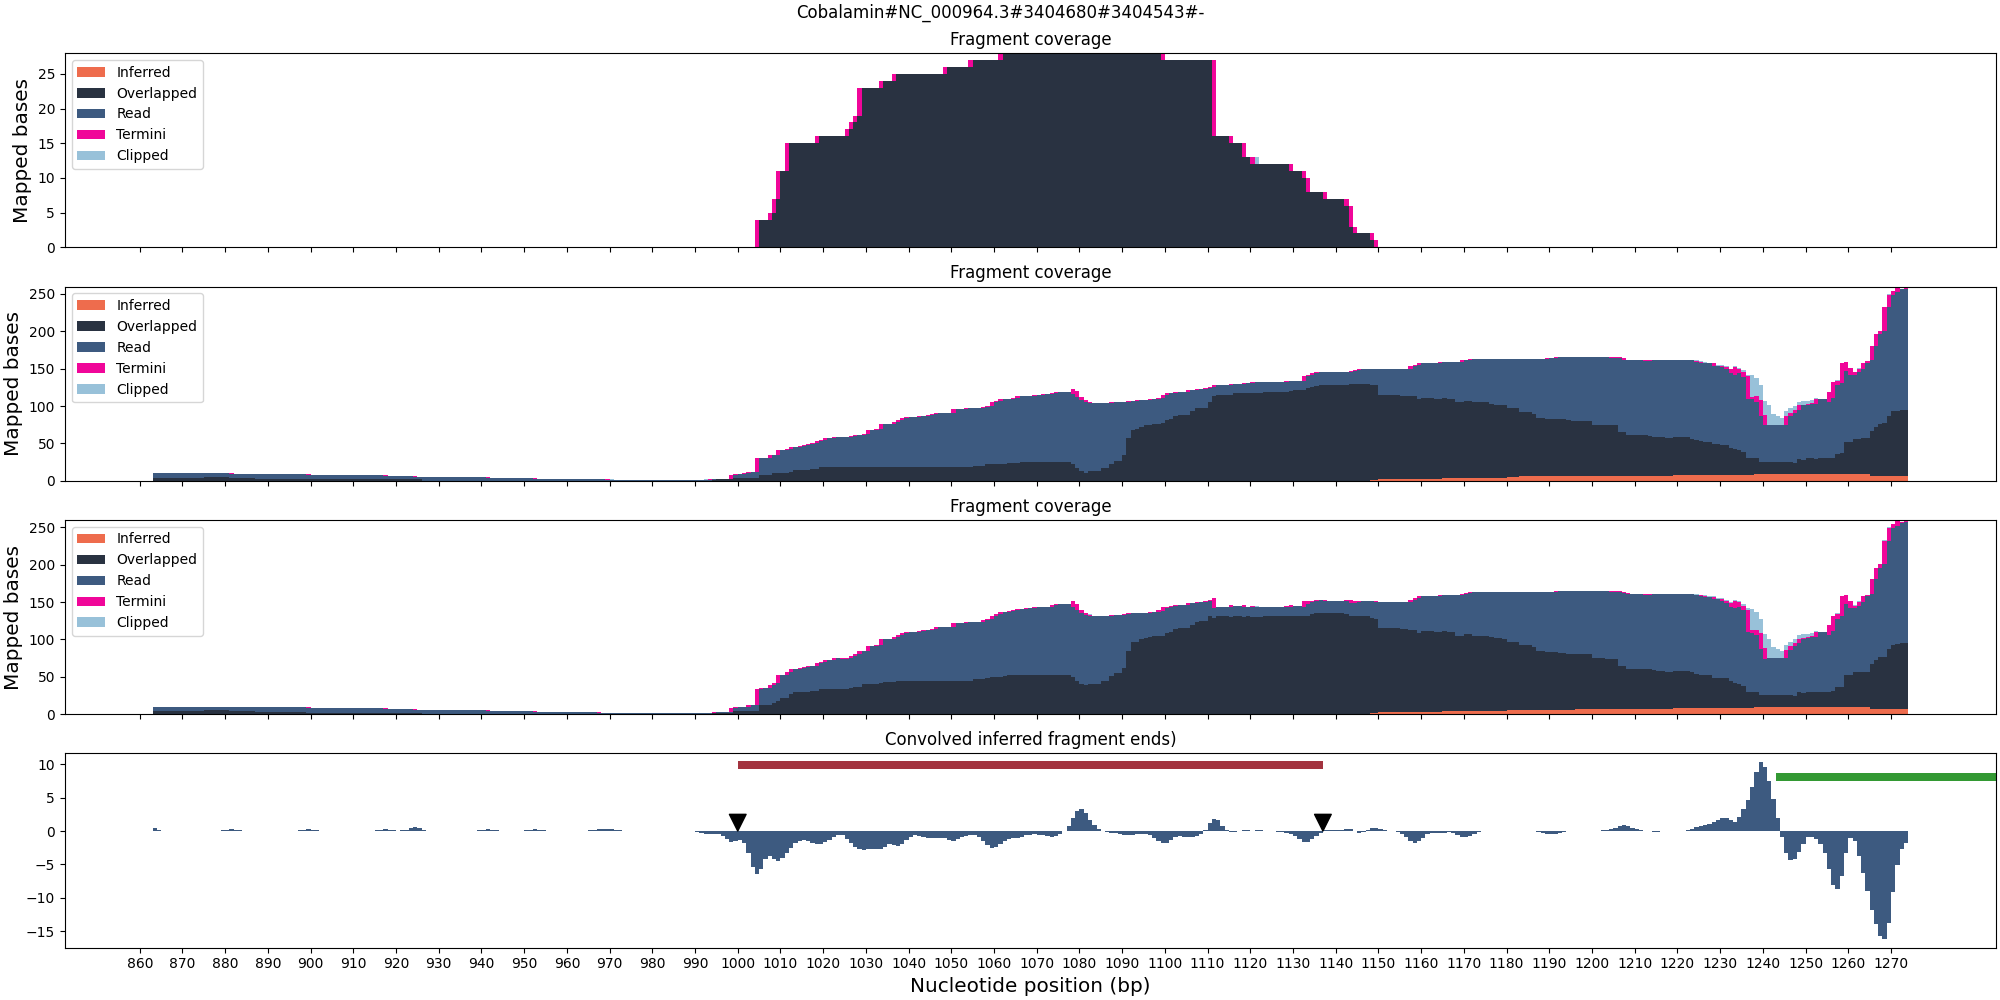 Cobalamin#NC_000964.3#3404680#3404543#-
Fragment coverage
Mapped bases
25
20
15
10
5
0
Inferred
Overlapped
Read
Termini
Clipped
Fragment coverage
Mapped bases
250
200
150
100
50
0
Inferred
Overlapped
Read
Termini
Clipped
Fragment coverage
Mapped bases
250
200
150
100
50
0
Inferred
Overlapped
Read
Termini
Clipped
Convolved inferred fragment ends)
10
5
0
−5
−10
−15
860 870 880 890 900 910 920 930 940 950 960 970 980 990 1000 1010 1020 1030 1040 1050 1060 1070 1080 1090 1100 1110 1120 1130 1140 1150 1160 1170 1180 1190 1200 1210 1220 1230 1240 1250 1260 1270
Nucleotide position (bp)